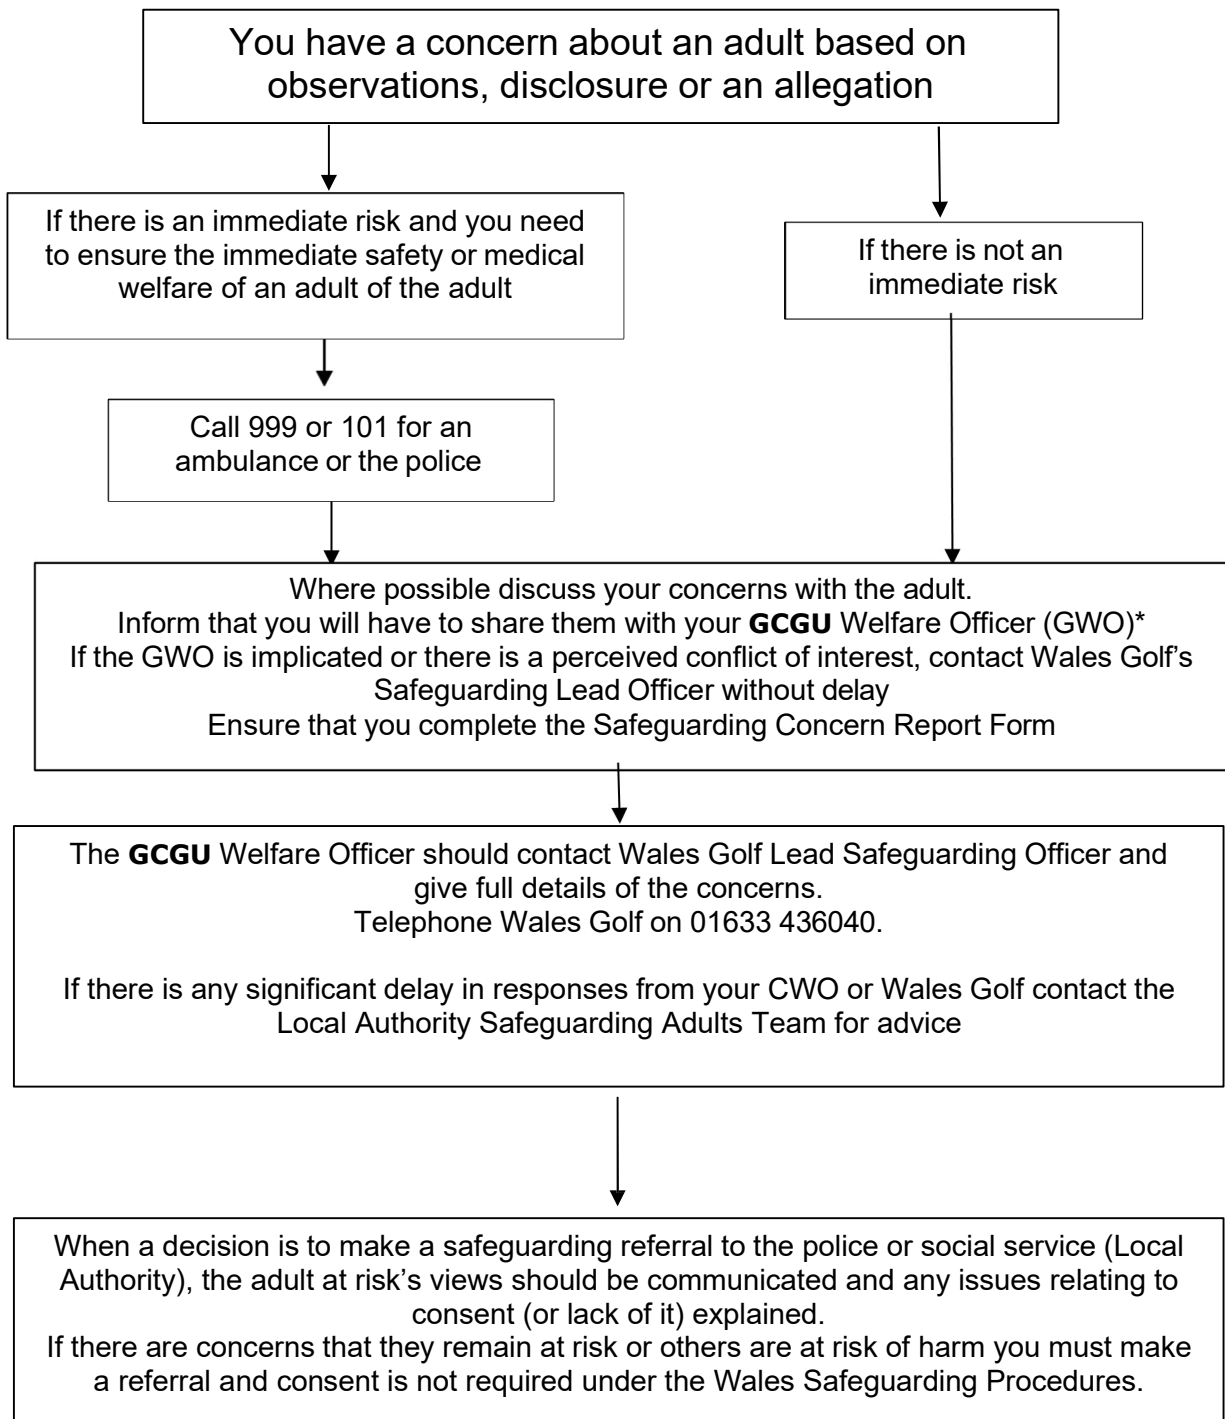 You have a concern about an adult based on
observations, disclosure or an allegation
If there is an immediate risk and you need
to ensure the immediate safety or medical
welfare of an adult of the adult
If there is not an
immediate risk
Call 999 or 101 for an
ambulance or the police
Where possible discuss your concerns with the adult.
Inform that you will have to share them with your GCGU Welfare Officer (GWO)*
If the GWO is implicated or there is a perceived conflict of interest, contact Wales Golf’s
Safeguarding Lead Officer without delay
Ensure that you complete the Safeguarding Concern Report Form
The GCGU Welfare Officer should contact Wales Golf Lead Safeguarding Officer and
give full details of the concerns.
Telephone Wales Golf on 01633 436040.
If there is any significant delay in responses from your CWO or Wales Golf contact the
Local Authority Safeguarding Adults Team for advice
When a decision is to make a safeguarding referral to the police or social service (Local
Authority), the adult at risk’s views should be communicated and any issues relating to
consent (or lack of it) explained.
If there are concerns that they remain at risk or others are at risk of harm you must make
a referral and consent is not required under the Wales Safeguarding Procedures.